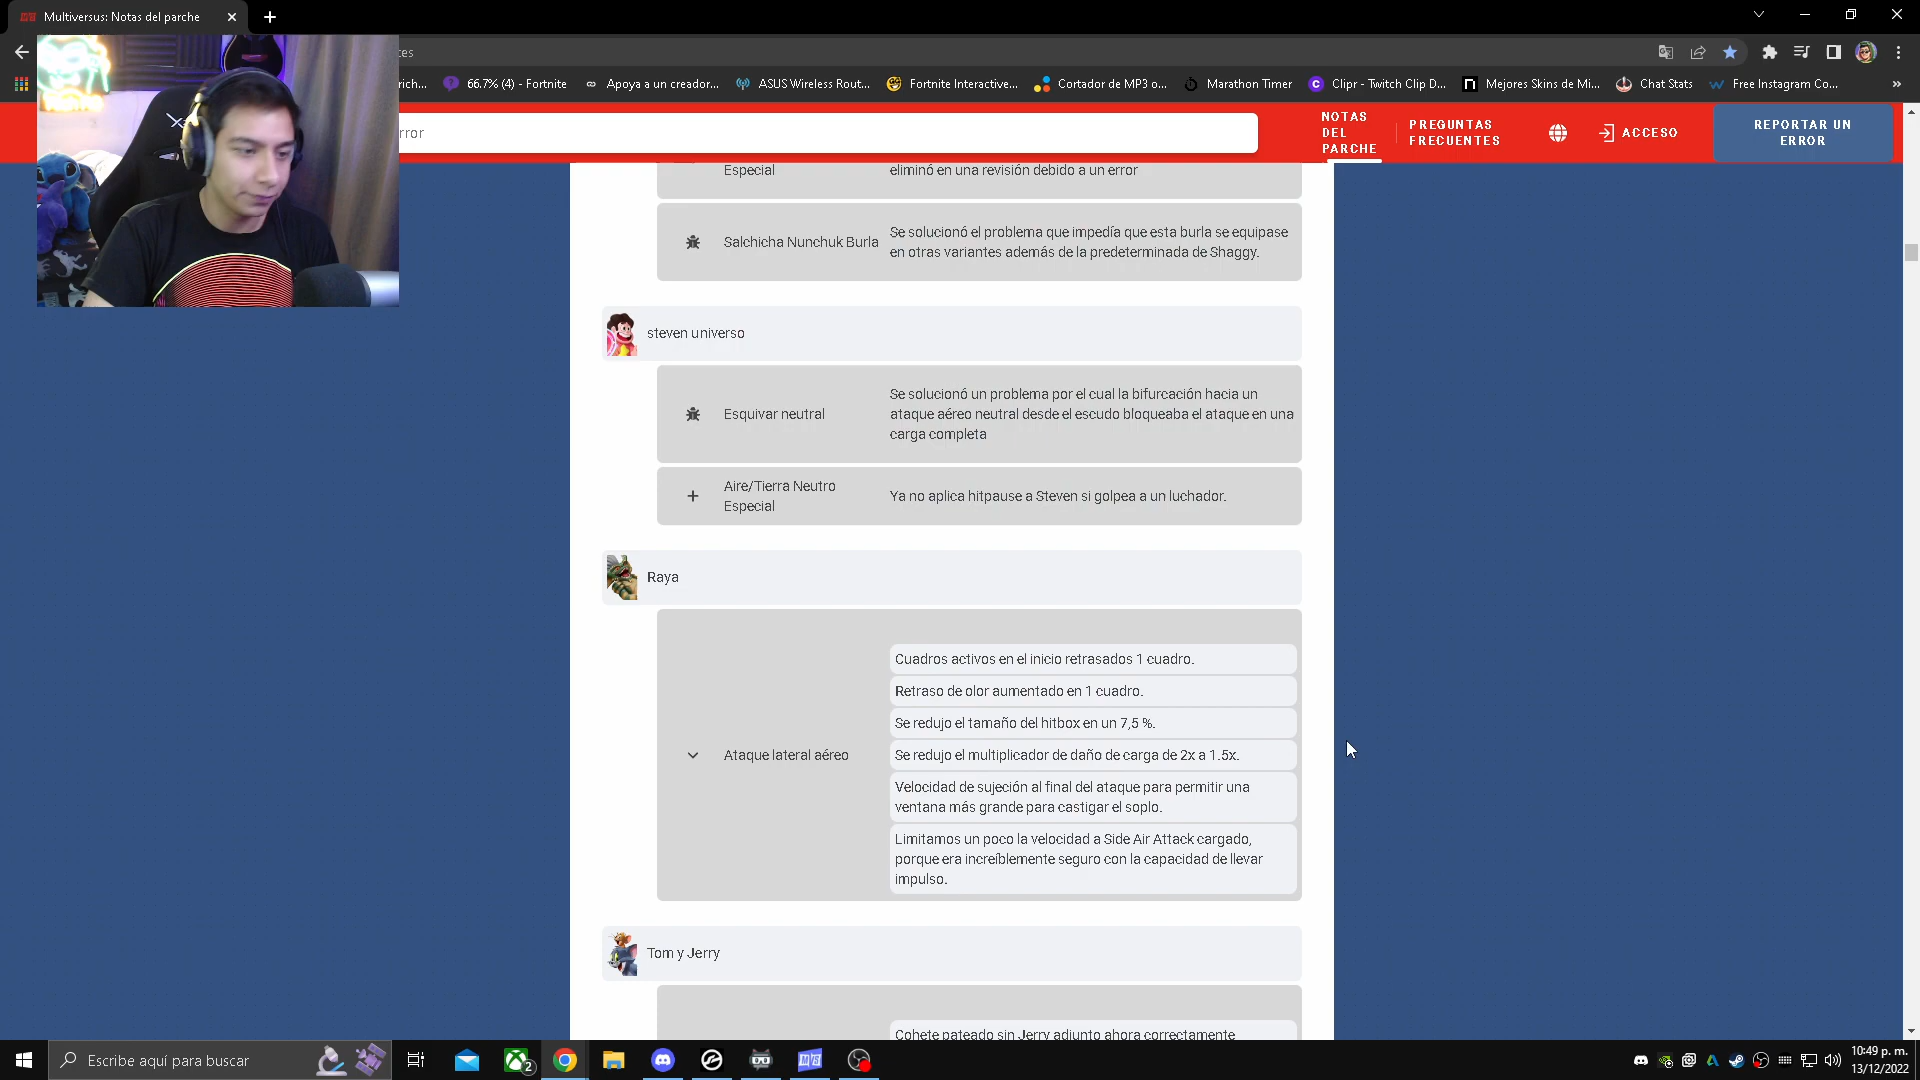 Multiversus: Notas del parche
ces
rich...
66.7% (4) - Fortnite
Apoya a un creador...
ASUS Wireless Rout...
Fortnite Interactive...
Cortador de MP3 o...
Marathon Timer
Clipr - Twitch Clip D...
Mejores Skins de Mi...
Chat Stats
Free Instagram Co...
»
rror
NOTAS
DEL
PARCHE
PREGUNTAS
FRECUENTES
ACCESO
REPORTAR UN
ERROR
Especial
eliminó en una revisión debido a un error
Salchicha Nunchuk Burla
Se solucionó el problema que impedía que esta burla se equipase
en otras variantes además de la predeterminada de Shaggy.
steven universo
Esquivar neutral
Se solucionó un problema por el cual la bifurcación hacia un
ataque aéreo neutral desde el escudo bloqueaba el ataque en una
carga completa
Aire/Tierra Neutro
Especial
Ya no aplica hitpause a Steven si golpea a un luchador.
Raya
Ataque lateral aéreo
Cuadros activos en el inicio retrasados 1 cuadro.
Retraso de olor aumentado en 1 cuadro.
Se redujo el tamaño del hitbox en un 7,5 %.
Se redujo el multiplicador de daño de carga de 2x a 1.5x.
Velocidad de sujeción al final del ataque para permitir una
ventana más grande para castigar el soplo.
Limitamos un poco la velocidad a Side Air Attack cargado,
porque era increíblemente seguro con la capacidad de llevar
impulso.
Tom y Jerry
Cohete pateado sin Jerry adjunto ahora correctamente
Escribe aquí para buscar
2
10:49 p. m.
13/12/2022